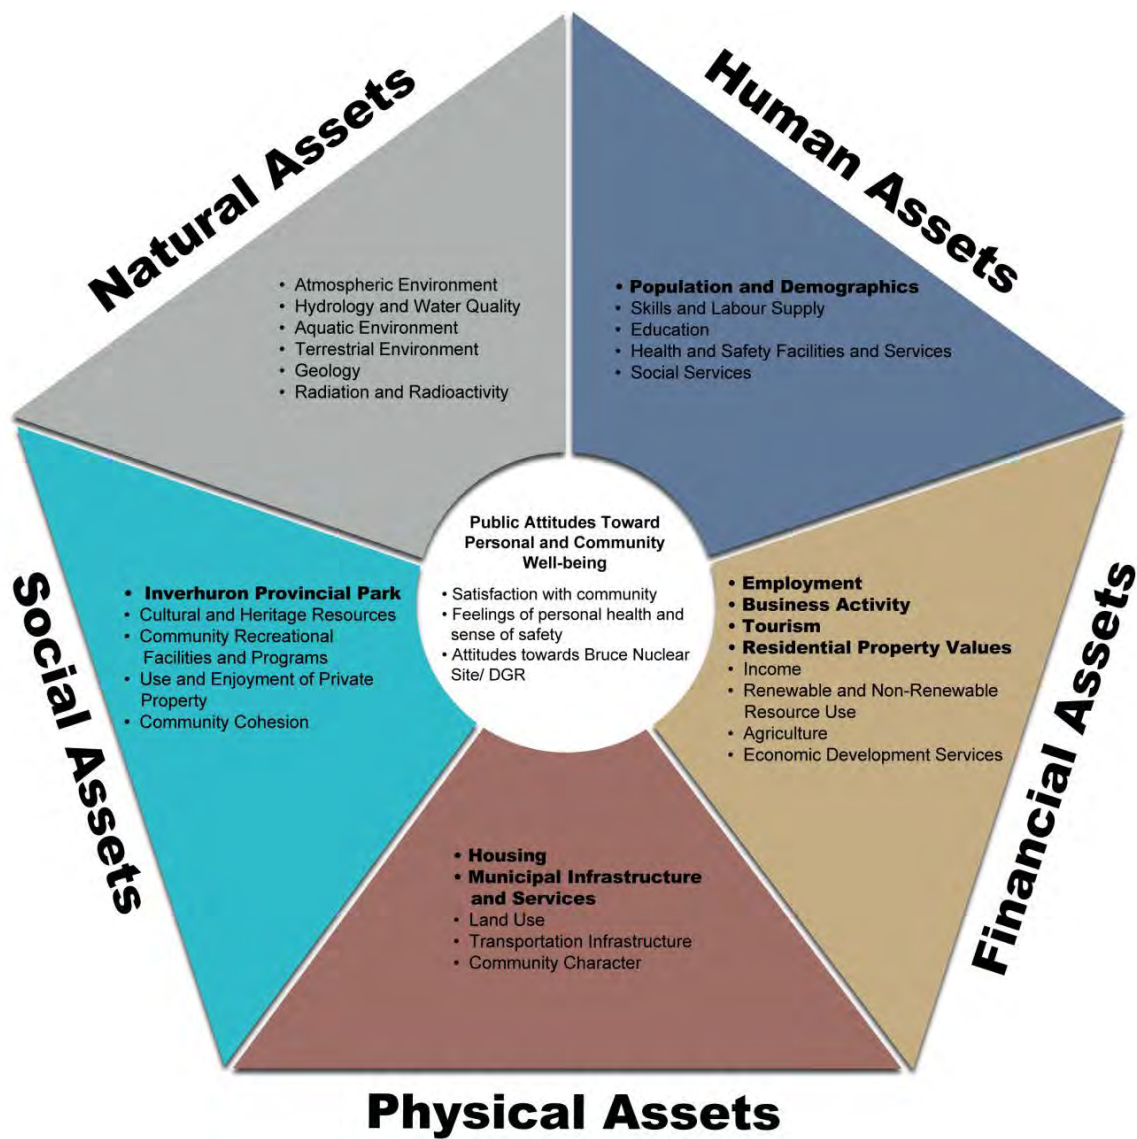 Natural Assets
• Atmospheric Environment
• Hydrology and Water Quality
• Aquatic Environment
• Terrestrial Environment
• Geology
• Radiation and Radioactivity
Human Assets
• Population and Demographics
• Skills and Labour Supply
• Education
• Health and Safety Facilities and Services
• Social Services
Public Attitudes Toward
Personal and Community
Well-being
• Satisfaction with community
• Feelings of personal health and
sense of safety
• Attitudes towards Bruce Nuclear
Site/ DGR
Social Assets
• Inverhuron Provincial Park
• Cultural and Heritage Resources
• Community Recreational
Facilities and Programs
• Use and Enjoyment of Private
Property
• Community Cohesion
Financial Assets
• Employment
• Business Activity
• Tourism
• Residential Property Values
• Income
• Renewable and Non-Renewable
Resource Use
• Agriculture
• Economic Development Services
• Housing
• Municipal Infrastructure
and Services
• Land Use
• Transportation Infrastructure
• Community Character
Physical Assets